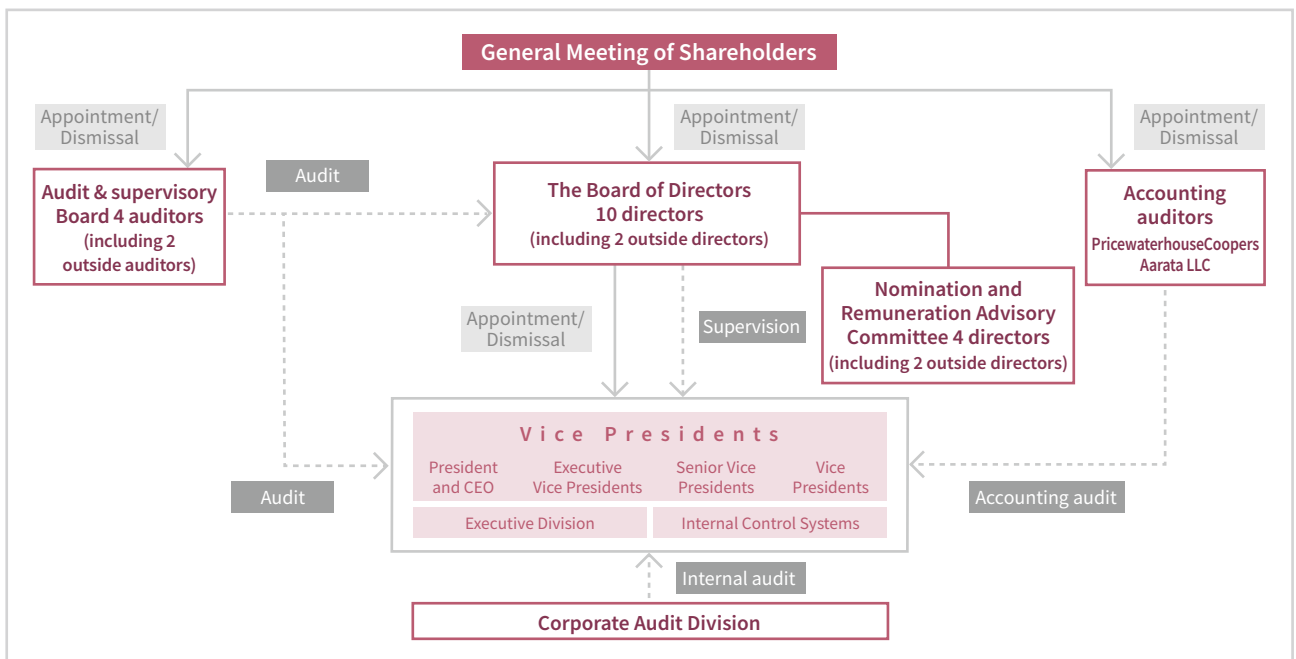 General Meeting of Shareholders
Appointment/
Dismissal
Appointment/
Dismissal
Appointment/
Dismissal
Audit & supervisory
Board 4 auditors
(including 2
outside auditors)
Audit
The Board of Directors
10 directors
(including 2 outside directors)
Accounting
auditors
PricewaterhouseCoopers
Aarata LLC
Nomination and
Remuneration Advisory
Committee 4 directors
(including 2 outside directors)
Appointment/
Dismissal
Supervision
Vice Presidents
President
and CEO
Executive
Vice Presidents
Senior Vice
Presidents
Vice
Presidents
Executive Division
Internal Control Systems
Audit
Accounting audit
Internal audit
Corporate Audit Division